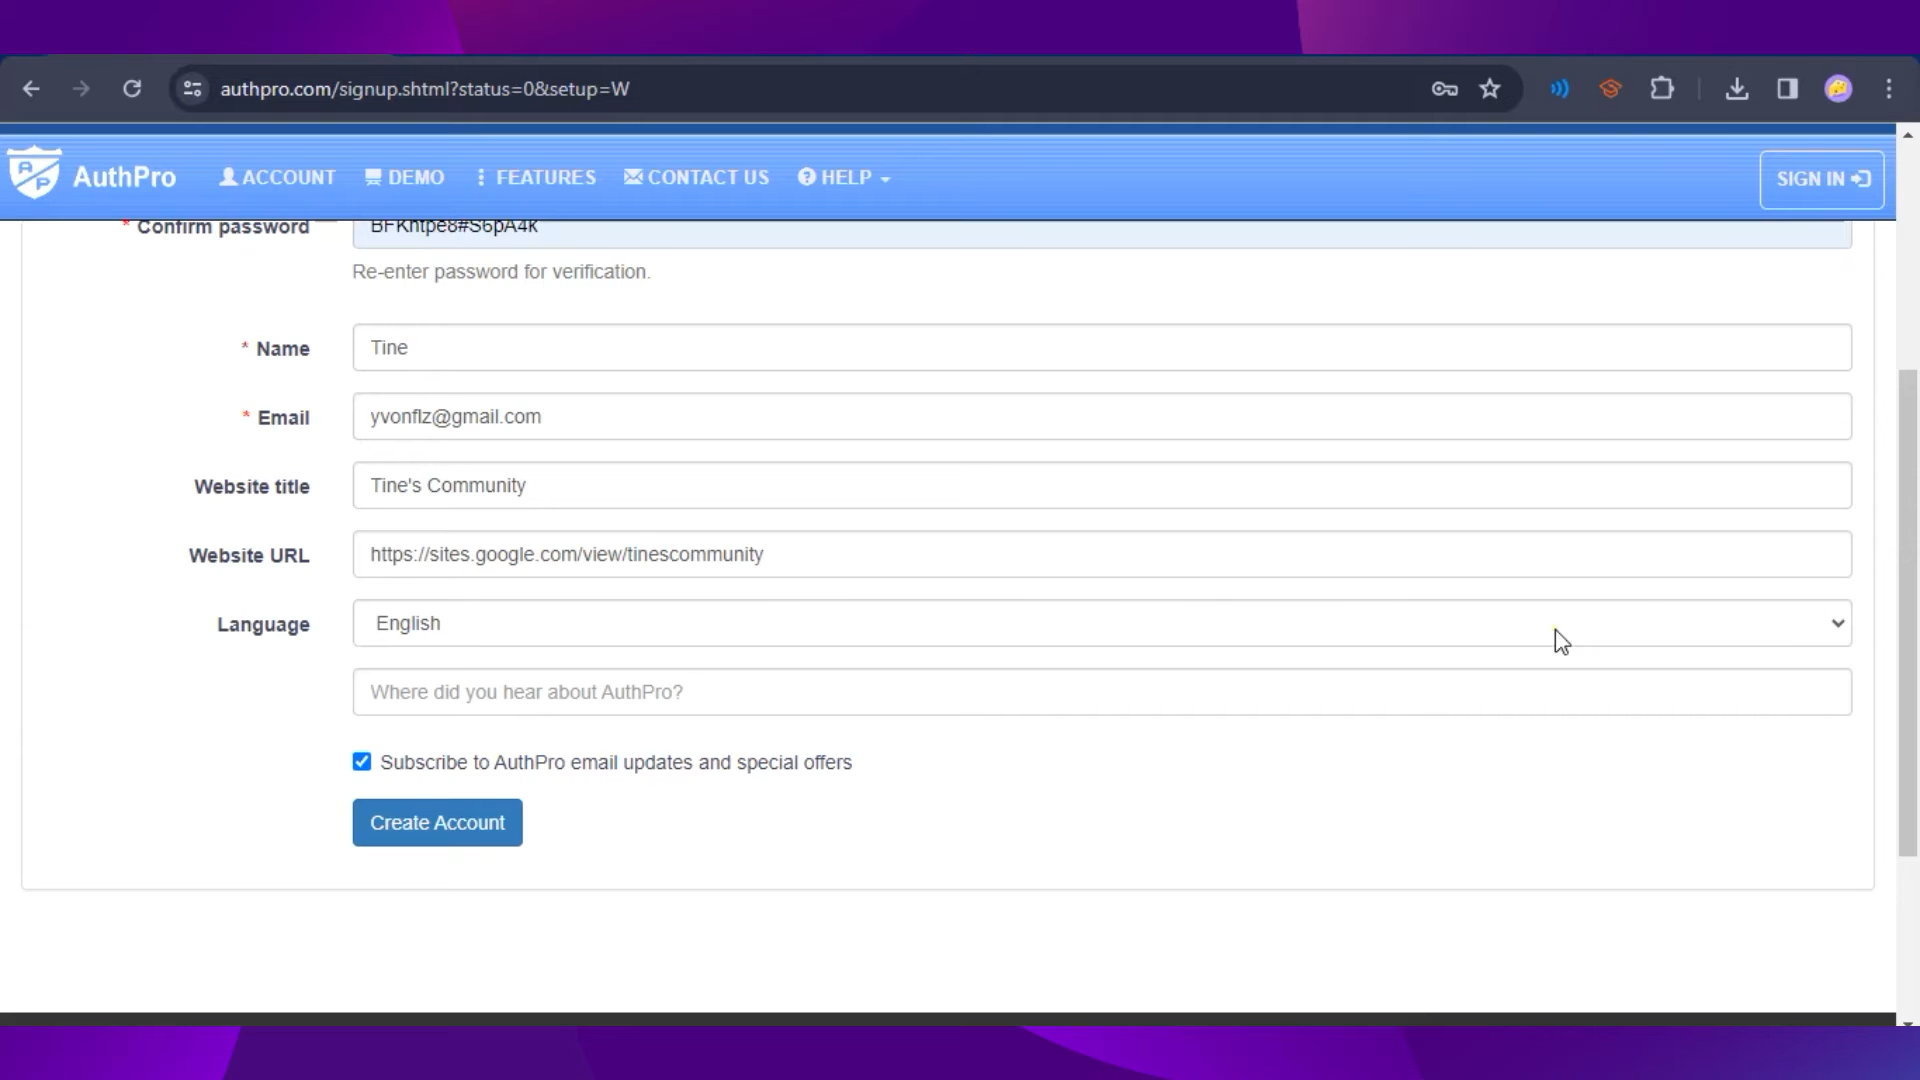 authpro.com/signup.shtml?status=0&setup=W
AP AuthPro ACCOUNT DEMO FEATURES CONTACT US HELP SIGN IN
* Confirm password BFKhtpe8#S6pA4k
Re-enter password for verification.
* Name Tine
* Email yvonflz@gmail.com
Website title Tine's Community
Website URL https://sites.google.com/view/tinescommunity
Language English
Where did you hear about AuthPro?
Subscribe to AuthPro email updates and special offers
Create Account